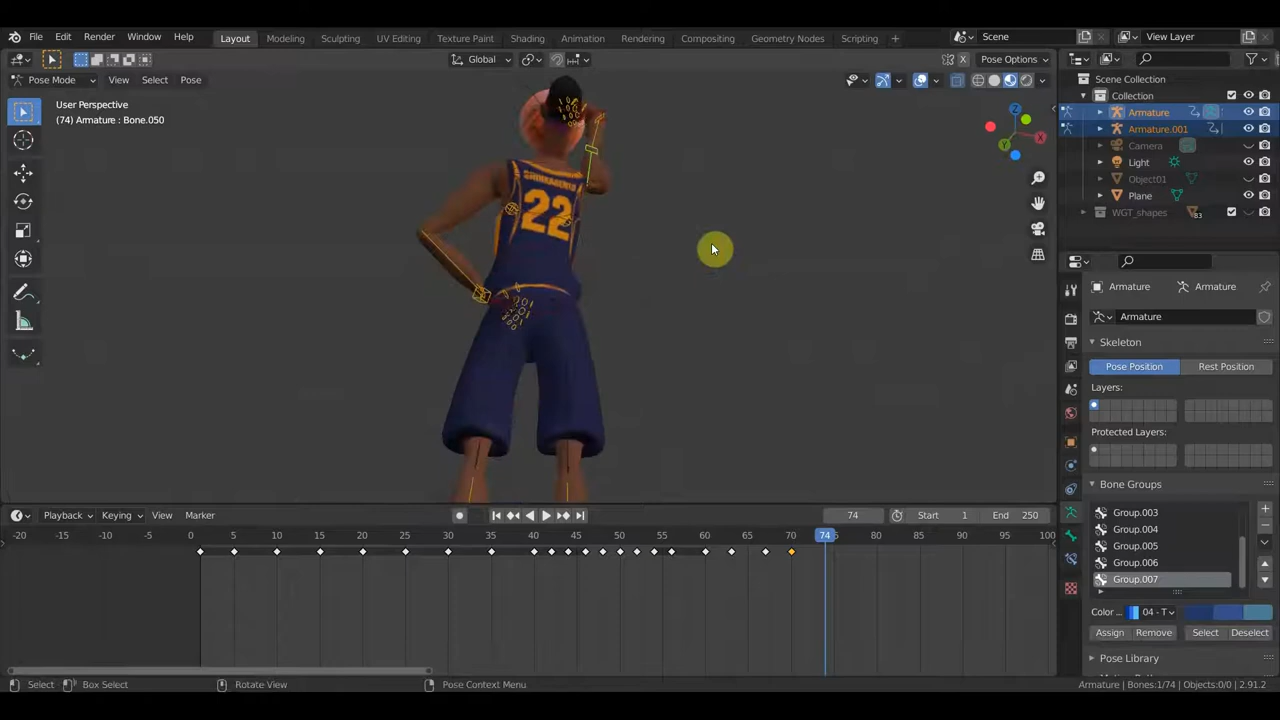 File Edit Render Window Help Layout Modeling Sculpting UV Editing Texture Paint Shading Animation Rendering Compositing Geometry Nodes Scripting + Scene View Layer
Global Pose Options
Pose Mode View Select Pose
User Perspective
(74) Armature : Bone.050
Scene Collection
Collection
Armature
Armature.001
Camera
Light
Object01
Plane
WGT_shapes 83
22
Z
X
Y
Armature Armature
Armature
Skeleton
Pose Position Rest Position
Layers:
Protected Layers:
Bone Groups
Group.003
Group.004
Group.005
Group.006
Group.007
Color ... 04 - T
Assign Remove Select Deselect
Pose Library
Playback Keying View Marker 74 Start 1 End 250
-20 -15 -10 -5 0 5 10 15 20 25 30 35 40 45 50 55 60 65 70 74 80 85 90 95 100
Select Box Select Rotate View Pose Context Menu Armature | Bones:1/74 | Objects:0/0 | 2.91.2